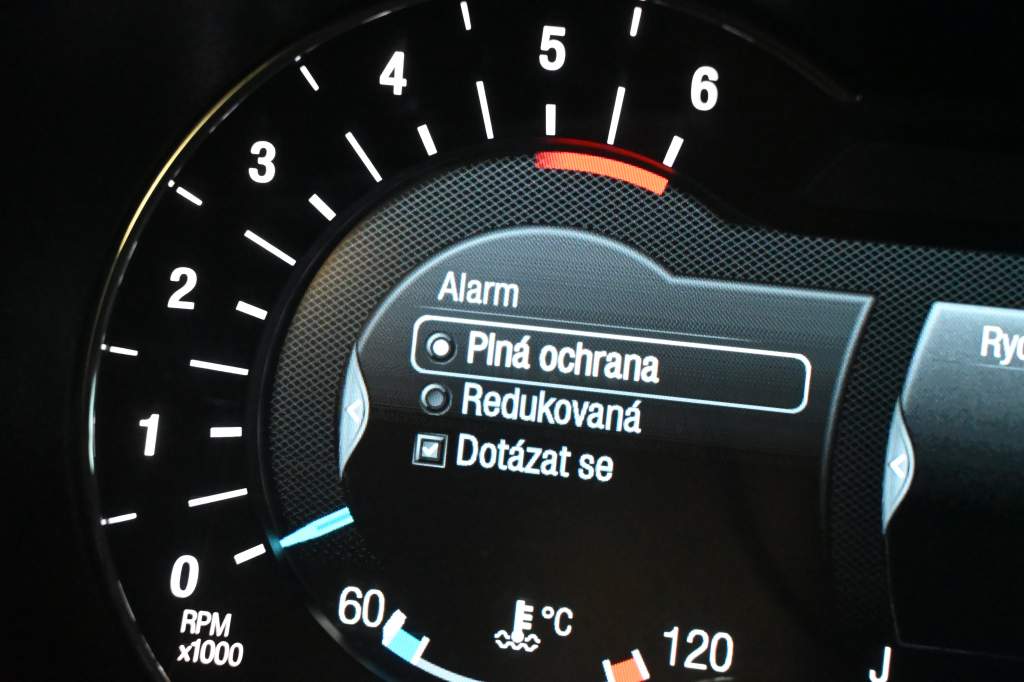 4
5
6
3
2
1
0
RPM
x1000
Alarm
Plná ochrana
Redukovaná
Dotázat se
60
°C
120